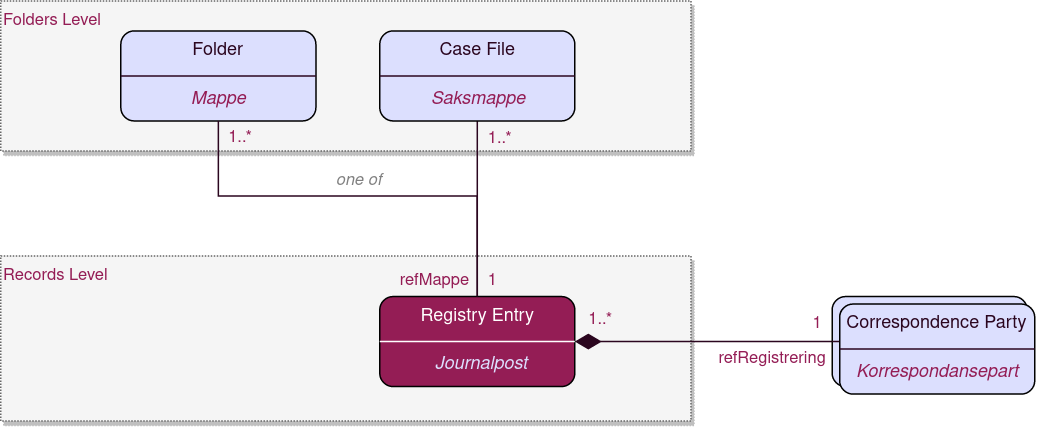 Folders Level
Folder
Case File
Mappe
Saksmappe
1..*
1..*
one of
Records Level
refMappe
1
Registry Entry
1..*
1
Correspondence Party
Journalpost
refRegistrering
Korrespondansepart